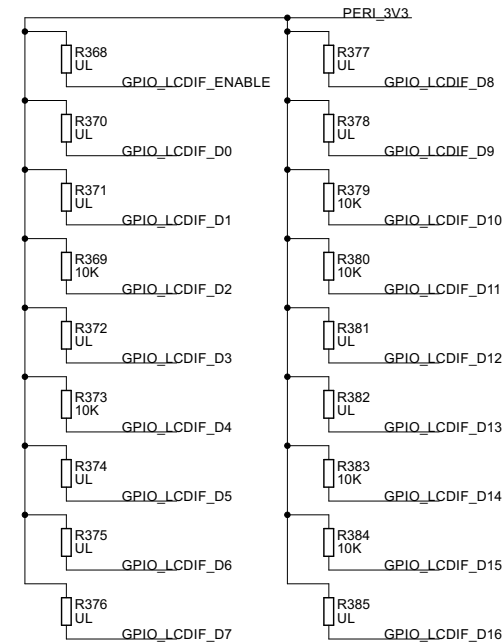 PERI_3V3
R368
UL
GPIO_LCDIF_ENABLE
R370
UL
GPIO_LCDIF_D0
R371
UL
GPIO_LCDIF_D1
R369
10K
GPIO_LCDIF_D2
R372
UL
GPIO_LCDIF_D3
R373
10K
GPIO_LCDIF_D4
R374
UL
GPIO_LCDIF_D5
R375
UL
GPIO_LCDIF_D6
R376
UL
GPIO_LCDIF_D7
R377
UL
GPIO_LCDIF_D8
R378
UL
GPIO_LCDIF_D9
R379
10K
GPIO_LCDIF_D10
R380
10K
GPIO_LCDIF_D11
R381
UL
GPIO_LCDIF_D12
R382
UL
GPIO_LCDIF_D13
R383
10K
GPIO_LCDIF_D14
R384
10K
GPIO_LCDIF_D15
R385
UL
GPIO_LCDIF_D16